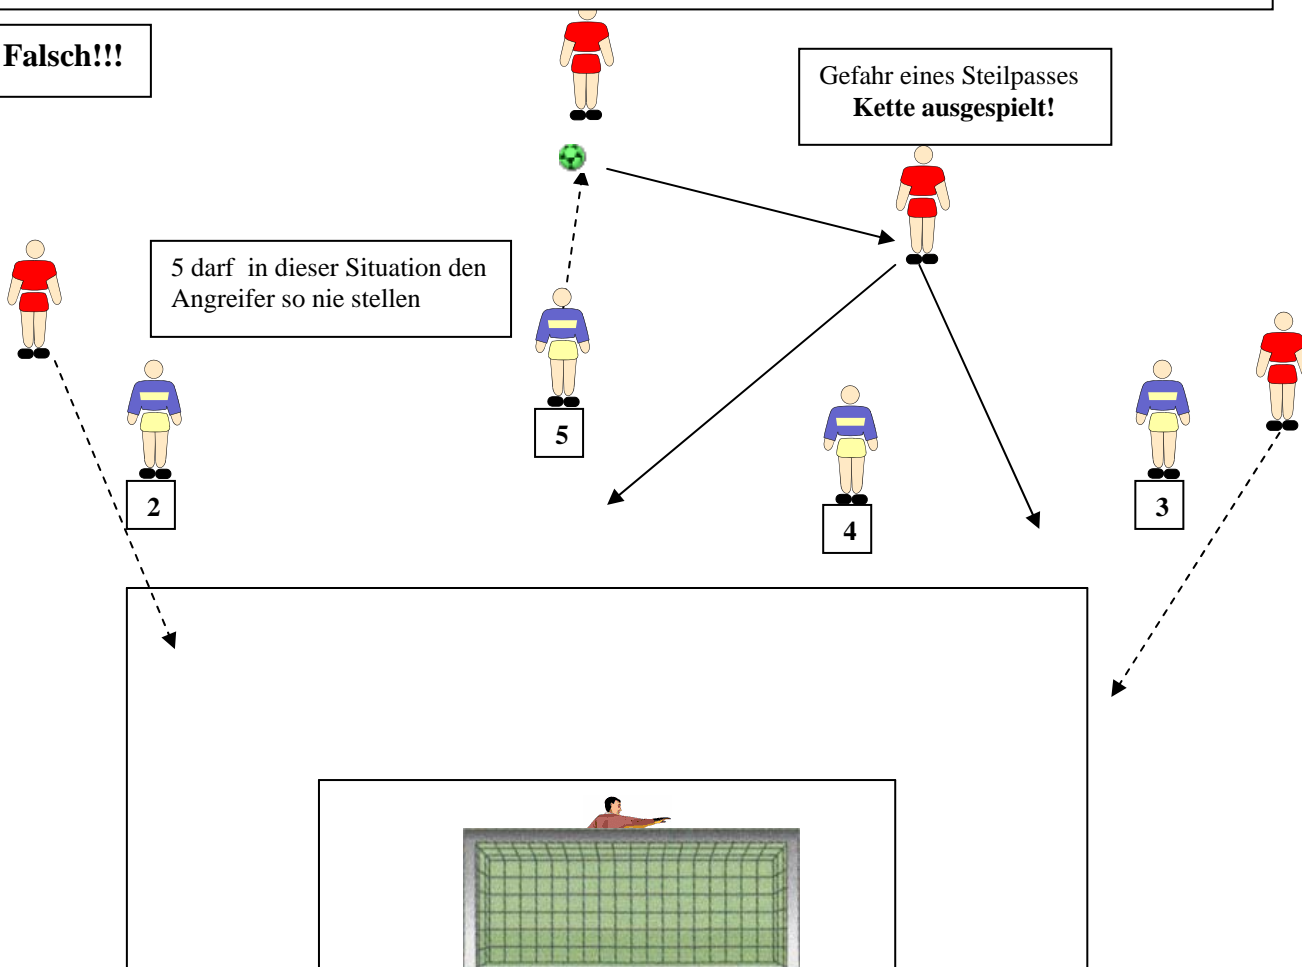 Falsch!!!
Gefahr eines Steilpasses
Kette ausgespielt!
5 darf  in dieser Situation den
Angreifer so nie stellen
5
2
4
3